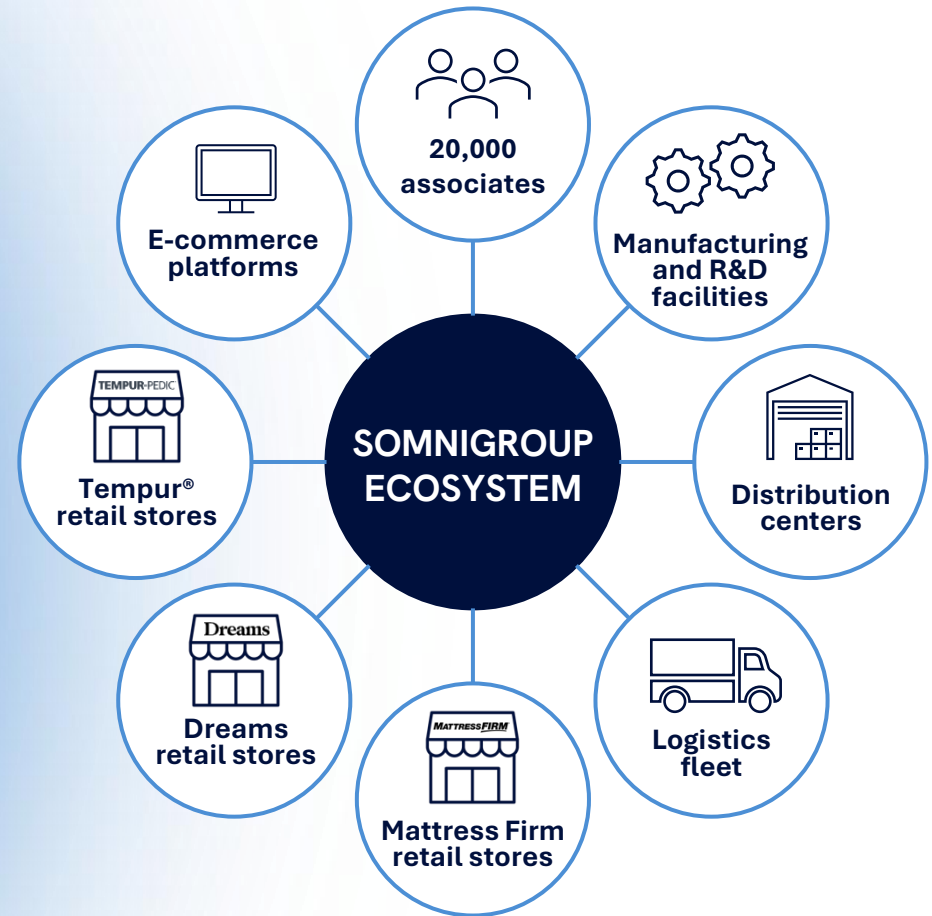 20,000
associates
E-commerce
platforms
Manufacturing
and R&D
facilities
TEMPUR-PEDIC
Tempur®
retail stores
SOMNIGROUP
ECOSYSTEM
Distribution
centers
Dreams
Dreams
retail stores
MATTRESSFIRM
Mattress Firm
retail stores
Logistics
fleet